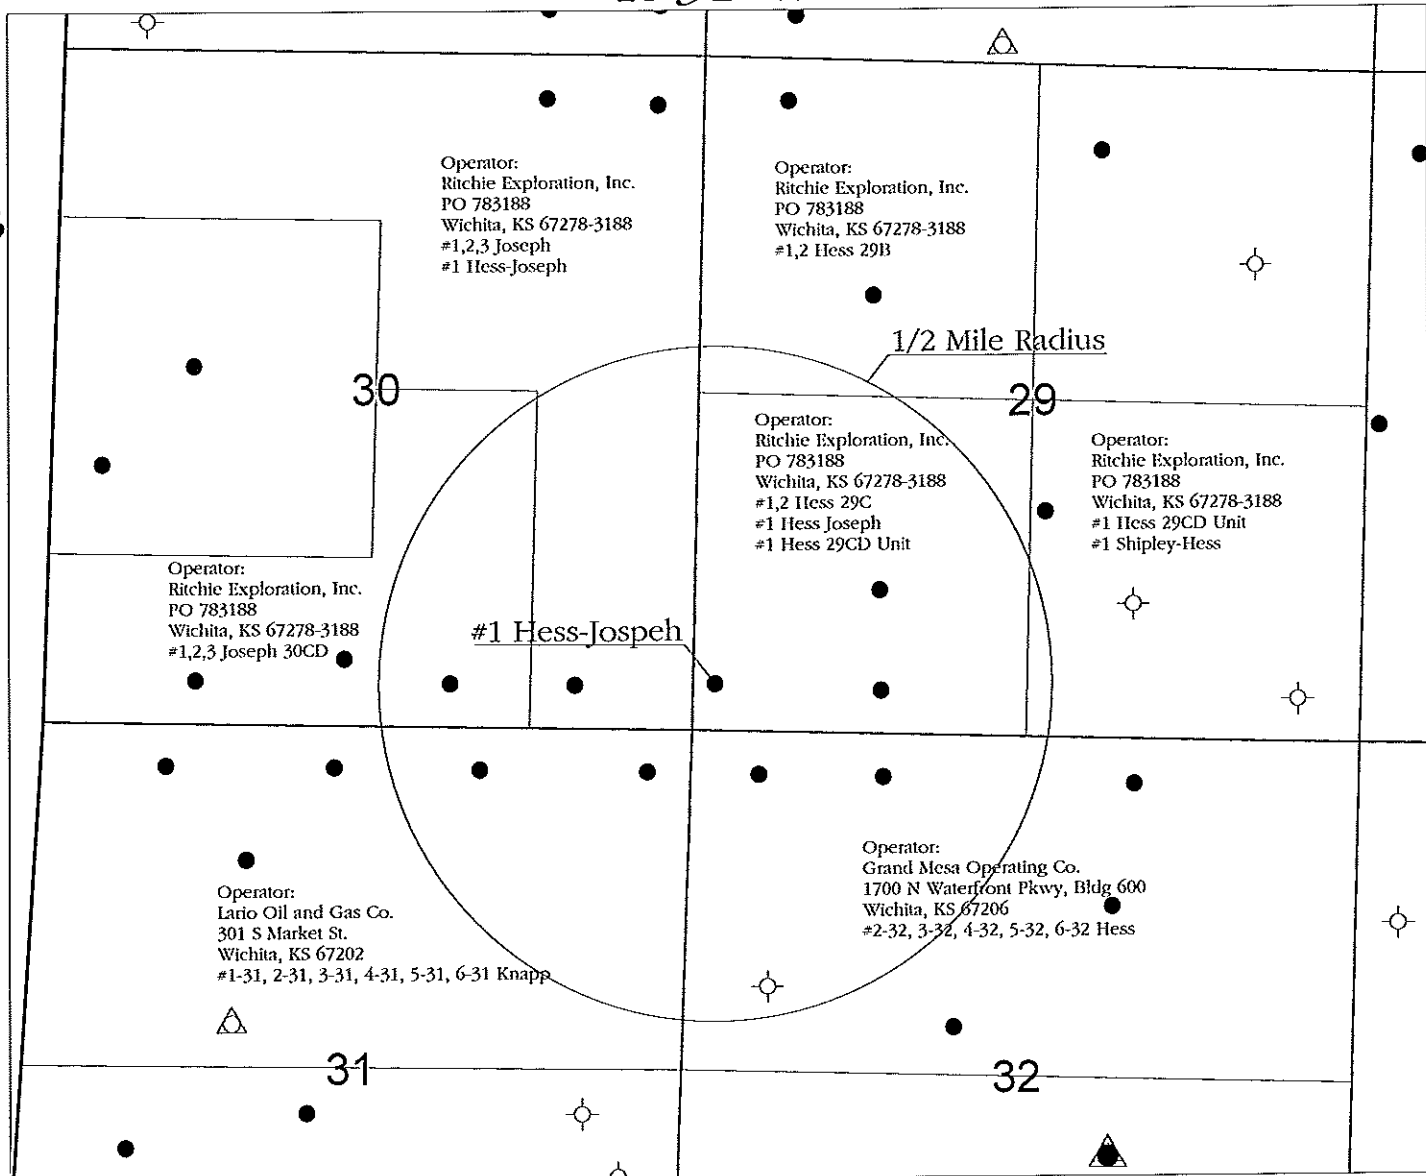 Operator:
Ritchie Exploration, Inc.
PO 783188
Wichita, KS 67278-3188
#1,2,3 Joseph
#1 Hess-Joseph
Operator:
Ritchie Exploration, Inc.
PO 783188
Wichita, KS 67278-3188
#1,2 Hess 29B
1/2 Mile Radius
30
29
Operator:
Ritchie Exploration, Inc.
PO 783188
Wichita, KS 67278-3188
#1,2 Hess 29C
#1 Hess Joseph
#1 Hess 29CD Unit
Operator:
Ritchie Exploration, Inc.
PO 783188
Wichita, KS 67278-3188
#1 Hess 29CD Unit
#1 Shipley-Hess
Operator:
Ritchie Exploration, Inc.
PO 783188
Wichita, KS 67278-3188
#1,2,3 Joseph 30CD
#1 Hess-Jospeh
Operator:
Grand Mesa Operating Co.
1700 N Waterfront Pkwy, Bldg 600
Wichita, KS 67206
#2-32, 3-32, 4-32, 5-32, 6-32 Hess
Operator:
Lario Oil and Gas Co.
301 S Market St.
Wichita, KS 67202
#1-31, 2-31, 3-31, 4-31, 5-31, 6-31 Knapp
31
32